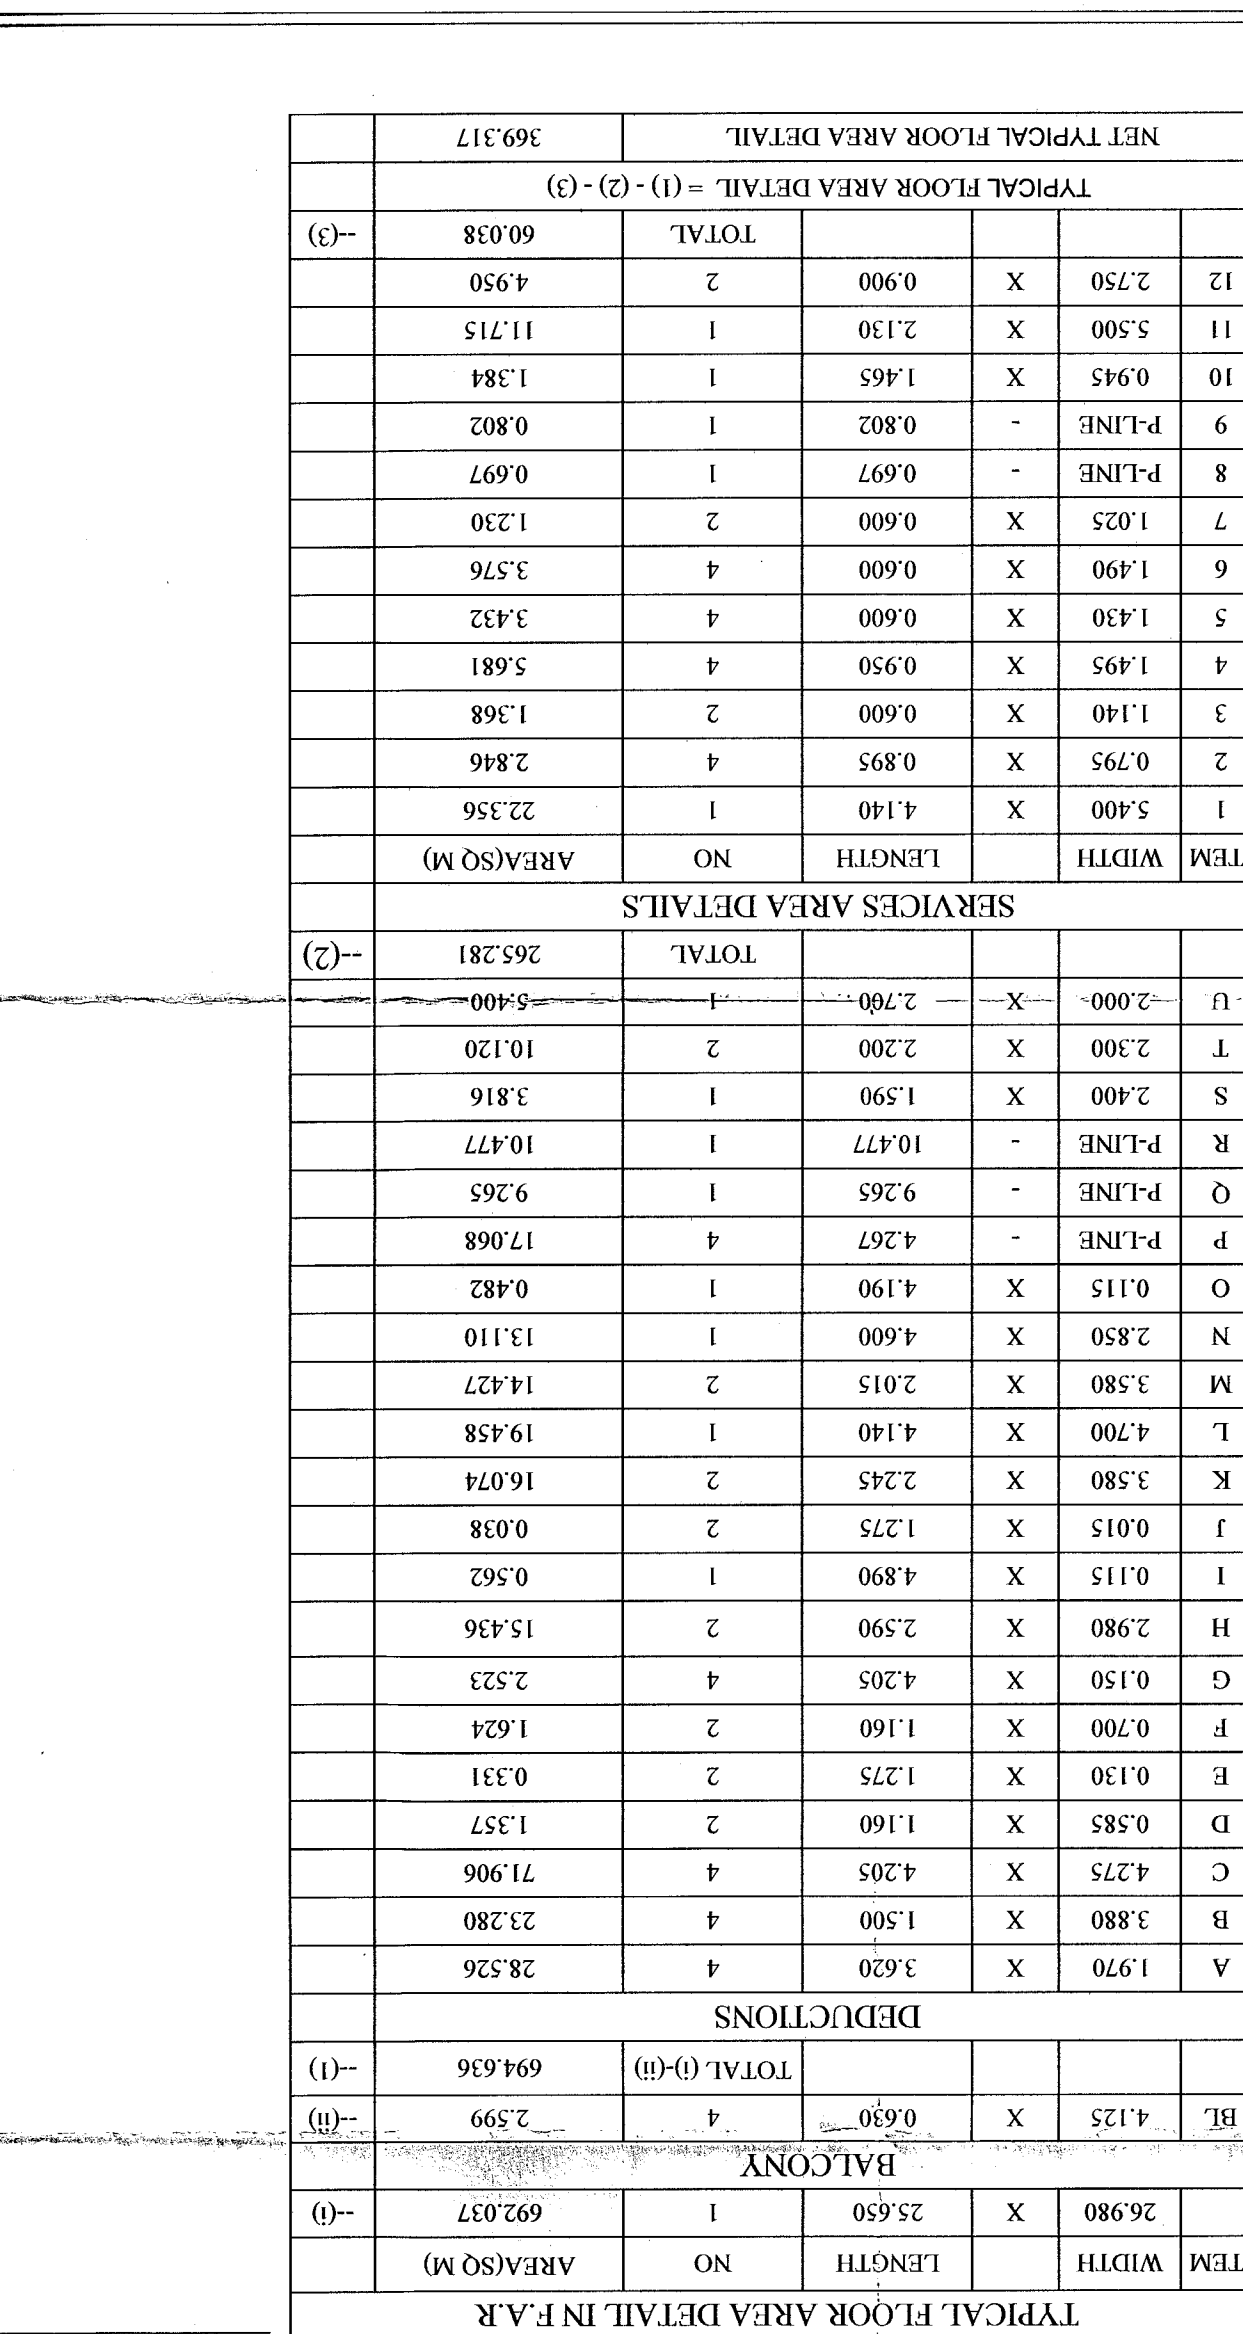 TYPICAL FLOOR AREA DETAIL IN F.A.R
TEM WIDTH LENGTH NO AREA(SQ M)
26.980 X 25.650 1 692.037 --(i)
BALCONY
BL 4.125 X 0.630 4 2.599 --(ii)
TOTAL (i)-(ii) 694.636 --(1)
DEDUCTIONS
A 1.970 X 3.620 4 28.526
B 3.880 X 1.500 4 23.280
C 4.275 X 4.205 4 71.906
D 0.585 X 1.160 2 1.357
E 0.130 X 1.275 2 0.331
F 0.700 X 1.160 2 1.624
G 0.150 X 4.205 4 2.523
H 2.980 X 2.590 2 15.436
I 0.115 X 4.890 1 0.562
J 0.015 X 1.275 2 0.038
K 3.580 X 2.245 2 16.074
L 4.700 X 4.140 1 19.458
M 3.580 X 2.015 2 14.427
N 2.850 X 4.600 1 13.110
O 0.115 X 4.190 1 0.482
P P-LINE - 4.267 4 17.068
Q P-LINE - 9.265 1 9.265
R P-LINE - 10.477 1 10.477
S 2.400 X 1.590 1 3.816
T 2.300 X 2.200 2 10.120
U 2.000 X 2.700 1 5.400
TOTAL 265.281 --(2)
SERVICES AREA DETAILS
TEM WIDTH LENGTH NO AREA(SQ M)
1 5.400 X 4.140 1 22.356
2 0.795 X 0.895 4 2.846
3 1.140 X 0.600 2 1.368
4 1.495 X 0.950 4 5.681
5 1.430 X 0.600 4 3.432
6 1.490 X 0.600 4 3.576
7 1.025 X 0.600 2 1.230
8 P-LINE - 0.697 1 0.697
9 P-LINE - 0.802 1 0.802
10 0.945 X 1.465 1 1.384
11 5.500 X 2.130 1 11.715
12 2.750 X 0.900 2 4.950
TOTAL 60.038 --(3)
TYPICAL FLOOR AREA DETAIL = (1) - (2) - (3)
NET TYPICAL FLOOR AREA DETAIL 369.317